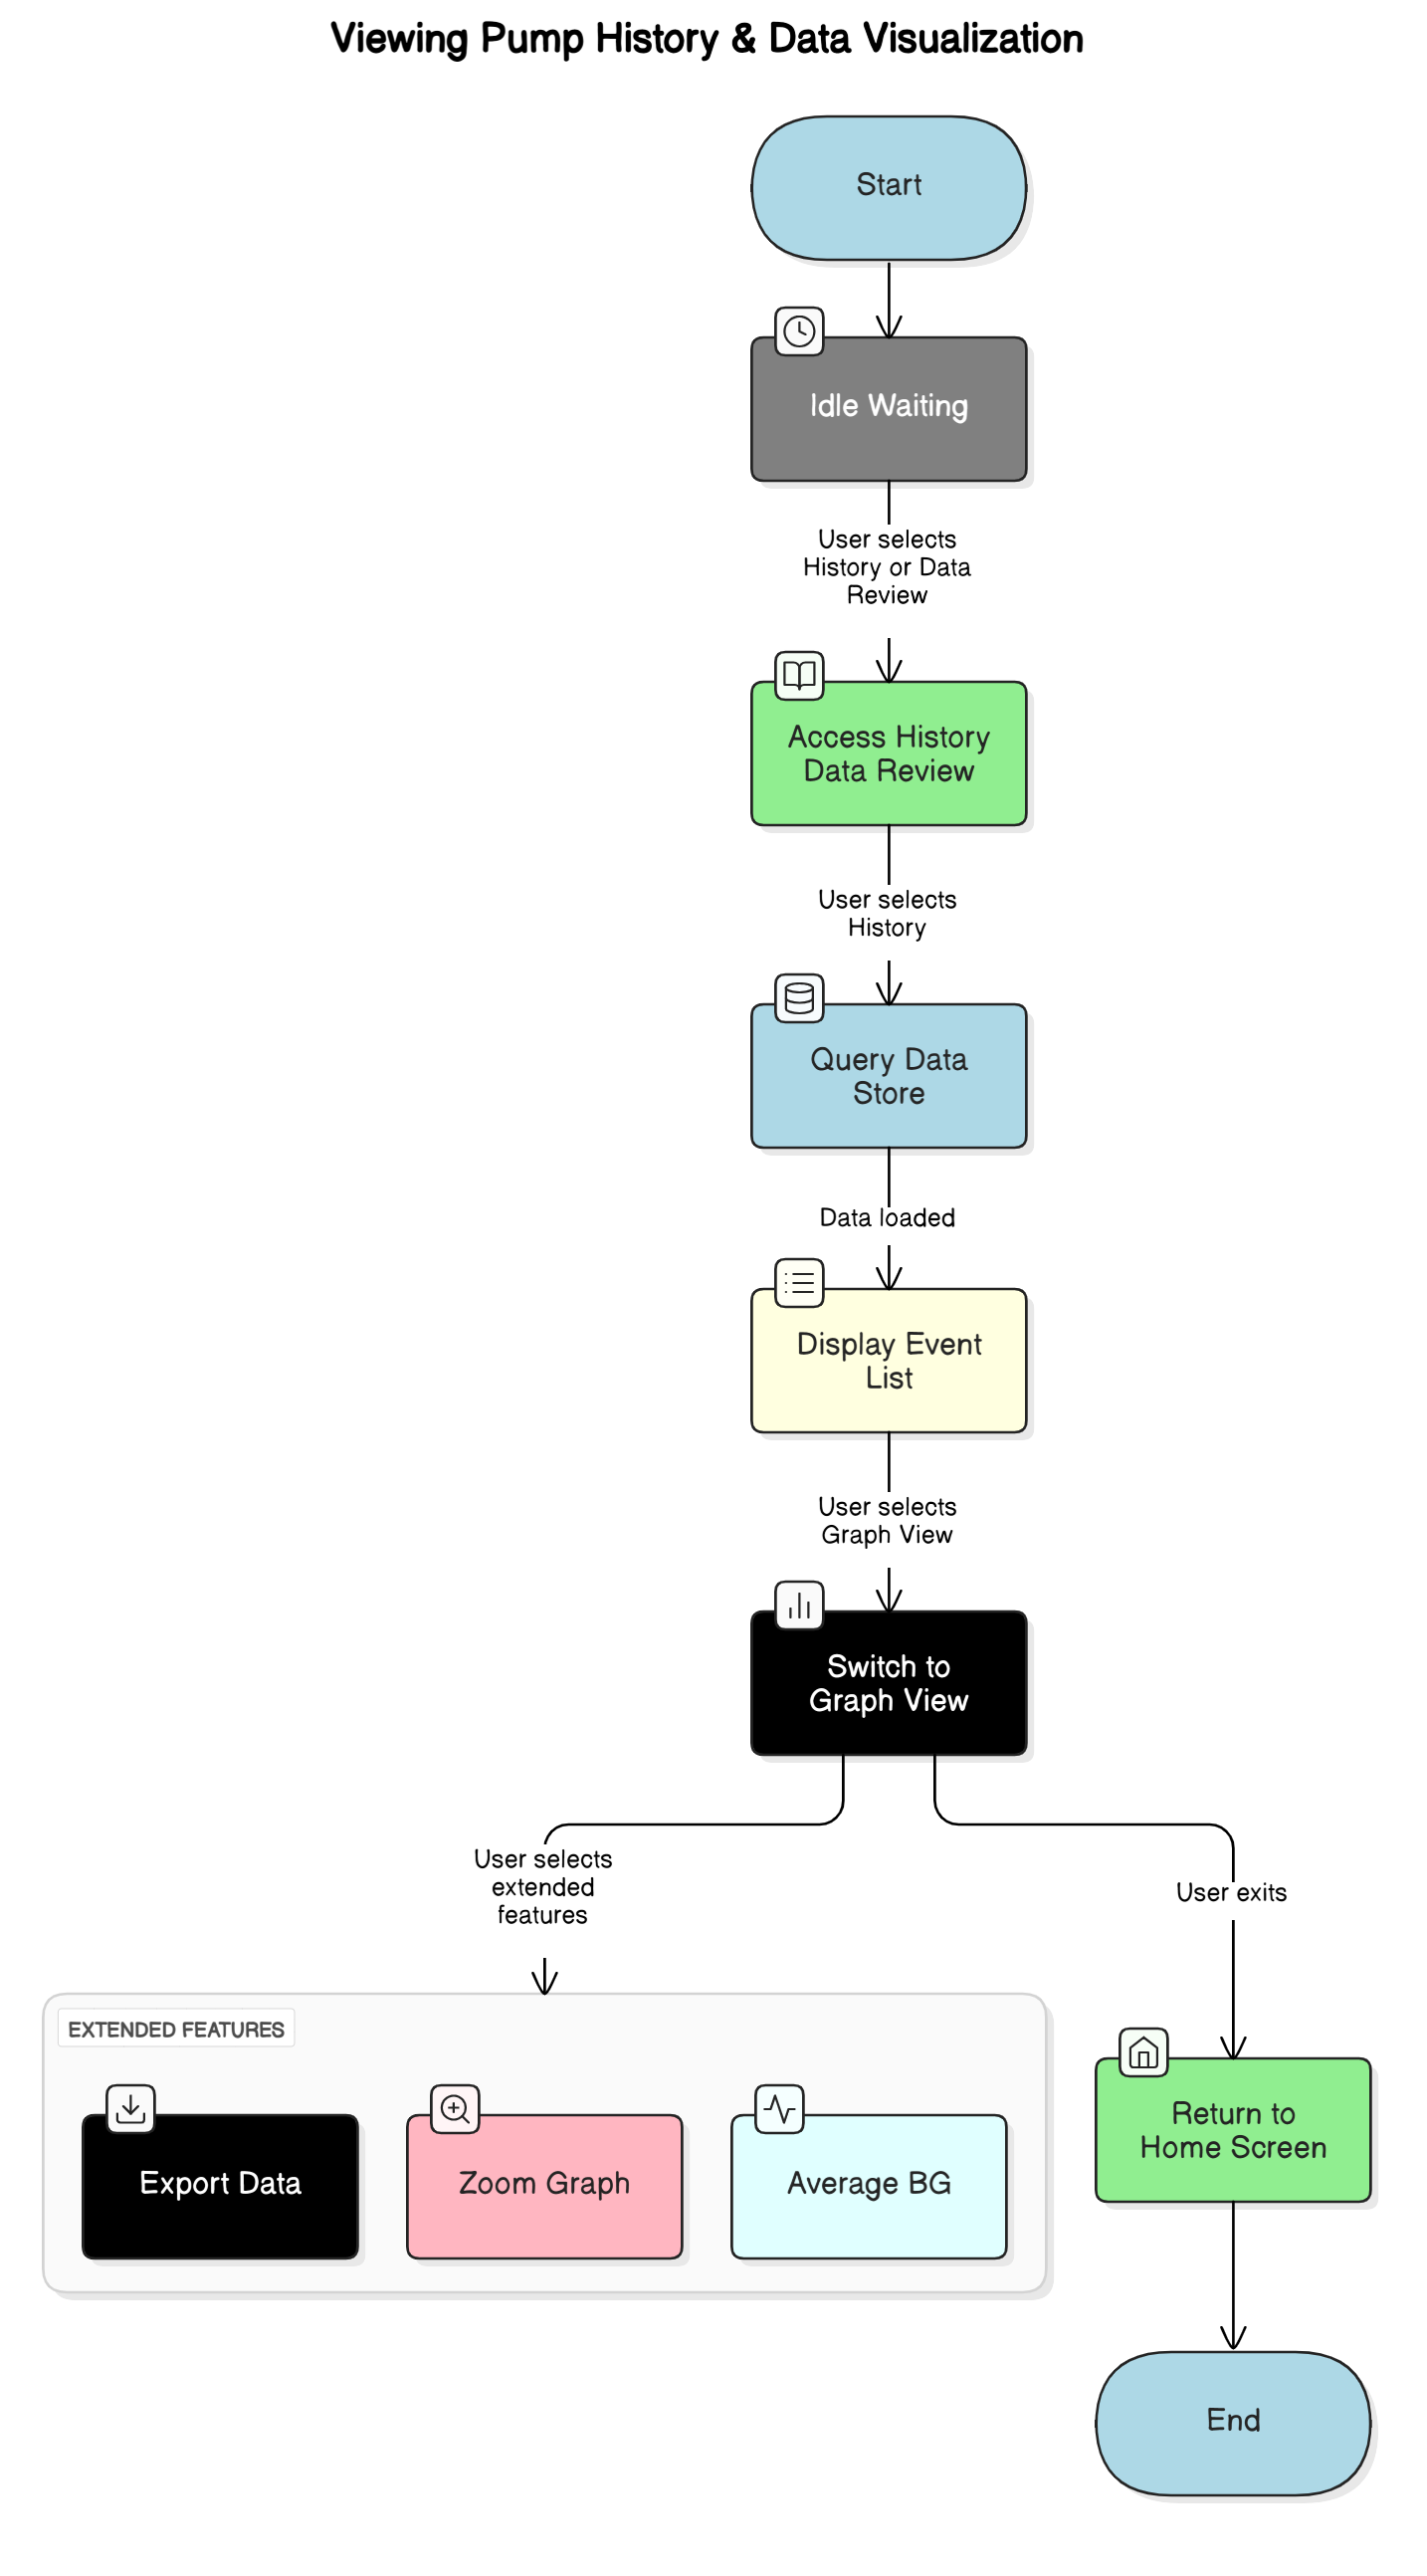 Viewing Pump History & Data Visualization
Start
Idle Waiting
User selects
History or Data
Review
Access History
Data Review
User selects
History
Query Data
Store
Data loaded
Display Event
List
User selects
Graph View
Switch to
Graph View
User selects
extended
features
User exits
EXTENDED FEATURES
Export Data
Zoom Graph
Average BG
Return to
Home Screen
End